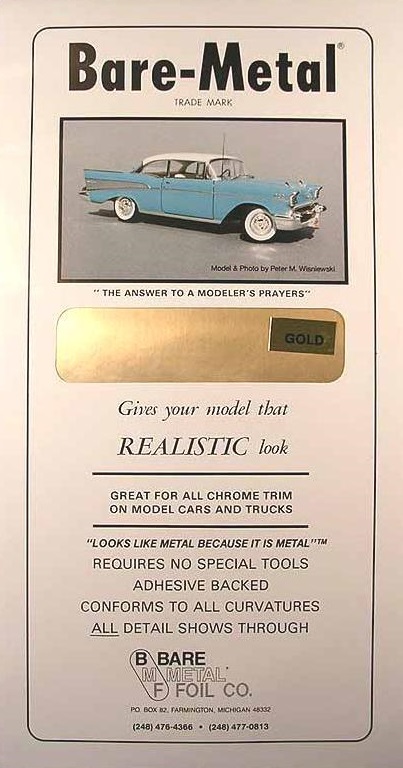 Bare-Metal®
TRADE MARK
Model & Photo by Peter M. Wisniewski
"THE ANSWER TO A MODELER'S PRAYERS"
GOLD
Gives your model that
REALISTIC look
GREAT FOR ALL CHROME TRIM
ON MODEL CARS AND TRUCKS
"LOOKS LIKE METAL BECAUSE IT IS METAL"™
REQUIRES NO SPECIAL TOOLS
ADHESIVE BACKED
CONFORMS TO ALL CURVATURES
ALL DETAIL SHOWS THROUGH
B BARE
M METAL®
F FOIL CO.
P.O. BOX 82, FARMINGTON, MICHIGAN 48332
(248) 476-4366 • (248) 477-0813